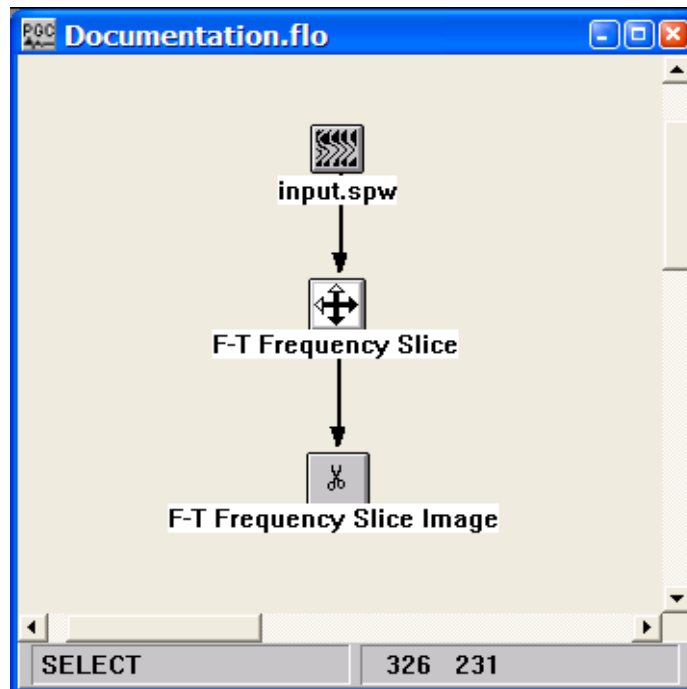 PGC Documentation.flo
input.spw
F-T Frequency Slice
F-T Frequency Slice Image
SELECT 326 231